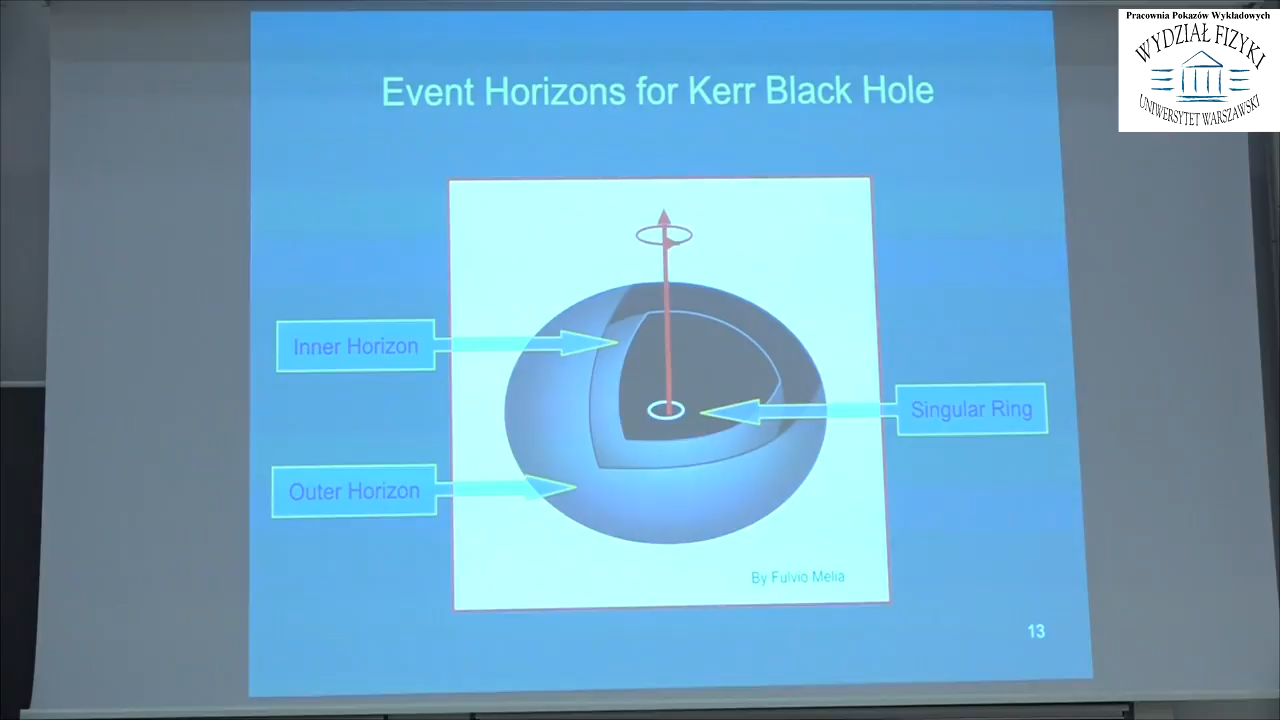 Pracownia Pokazów Wykładowych
WYDZIAŁ FIZYKI
UNIWERSYTET WARSZAWSKI
Event Horizons for Kerr Black Hole
Inner Horizon
Singular Ring
Outer Horizon
By Fulvio Melia
13